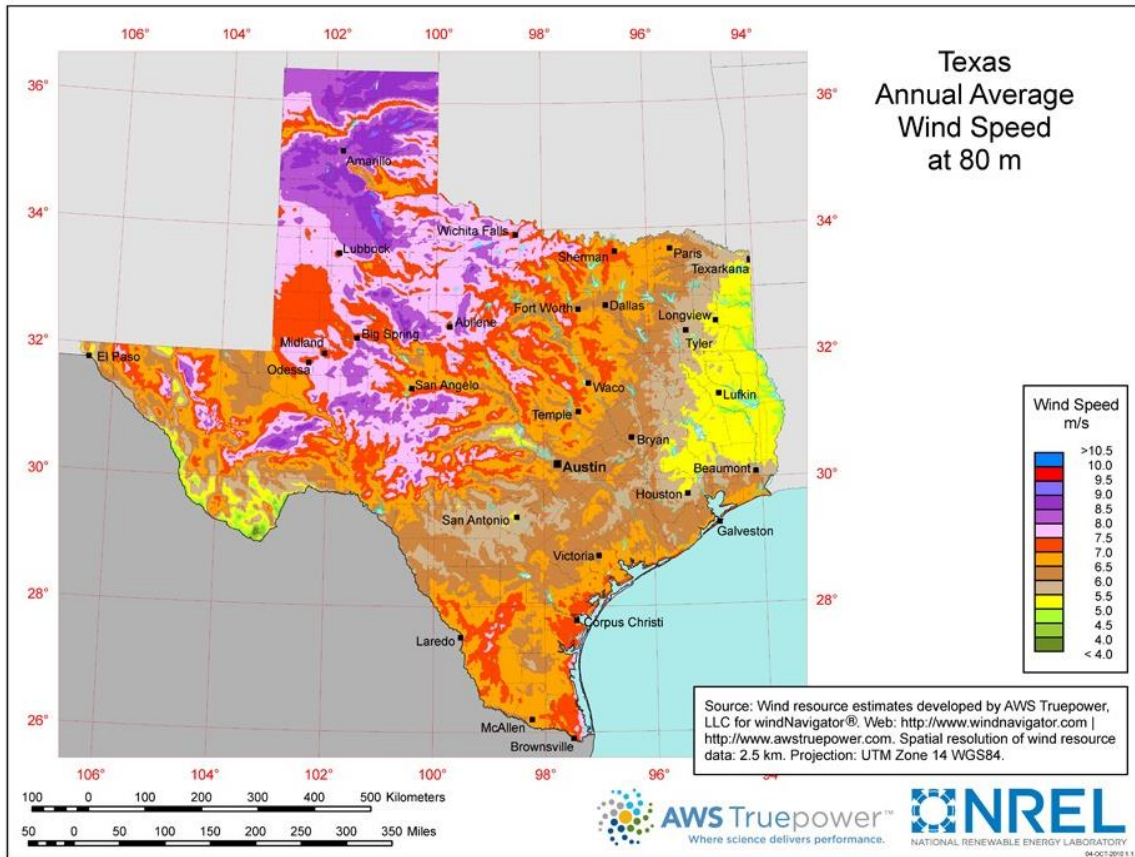 Texas
Annual Average
Wind Speed
at 80 m
106° 104° 102° 100° 98° 96° 94°
36° 36°
34° 34°
32° 32°
30° 30°
28° 28°
26° 26°
106° 104° 102° 100° 98° 96° 94°
Amarillo
Wichita Falls
Lubbock
Sherman
Paris
Texarkana
Fort Worth
Dallas
Longview
Abilene
Big Spring
Tyler
Midland
El Paso
Odessa
San Angelo
Waco
Lufkin
Temple
Bryan
Austin
Beaumont
Houston
San Antonio
Galveston
Victoria
Corpus Christi
Laredo
McAllen
Brownsville
Wind Speed
m/s
>10.5
10.0
9.5
9.0
8.5
8.0
7.5
7.0
6.5
6.0
5.5
5.0
4.5
4.0
< 4.0
Source: Wind resource estimates developed by AWS Truepower,
LLC for windNavigator®. Web: http://www.windnavigator.com |
http://www.awstruepower.com. Spatial resolution of wind resource
data: 2.5 km. Projection: UTM Zone 14 WGS84.
100 0 100 200 300 400 500 Kilometers
50 0 50 100 150 200 250 300 350 Miles
AWS Truepower™
Where science delivers performance.
NREL
NATIONAL RENEWABLE ENERGY LABORATORY
04-OCT-2010 1.1